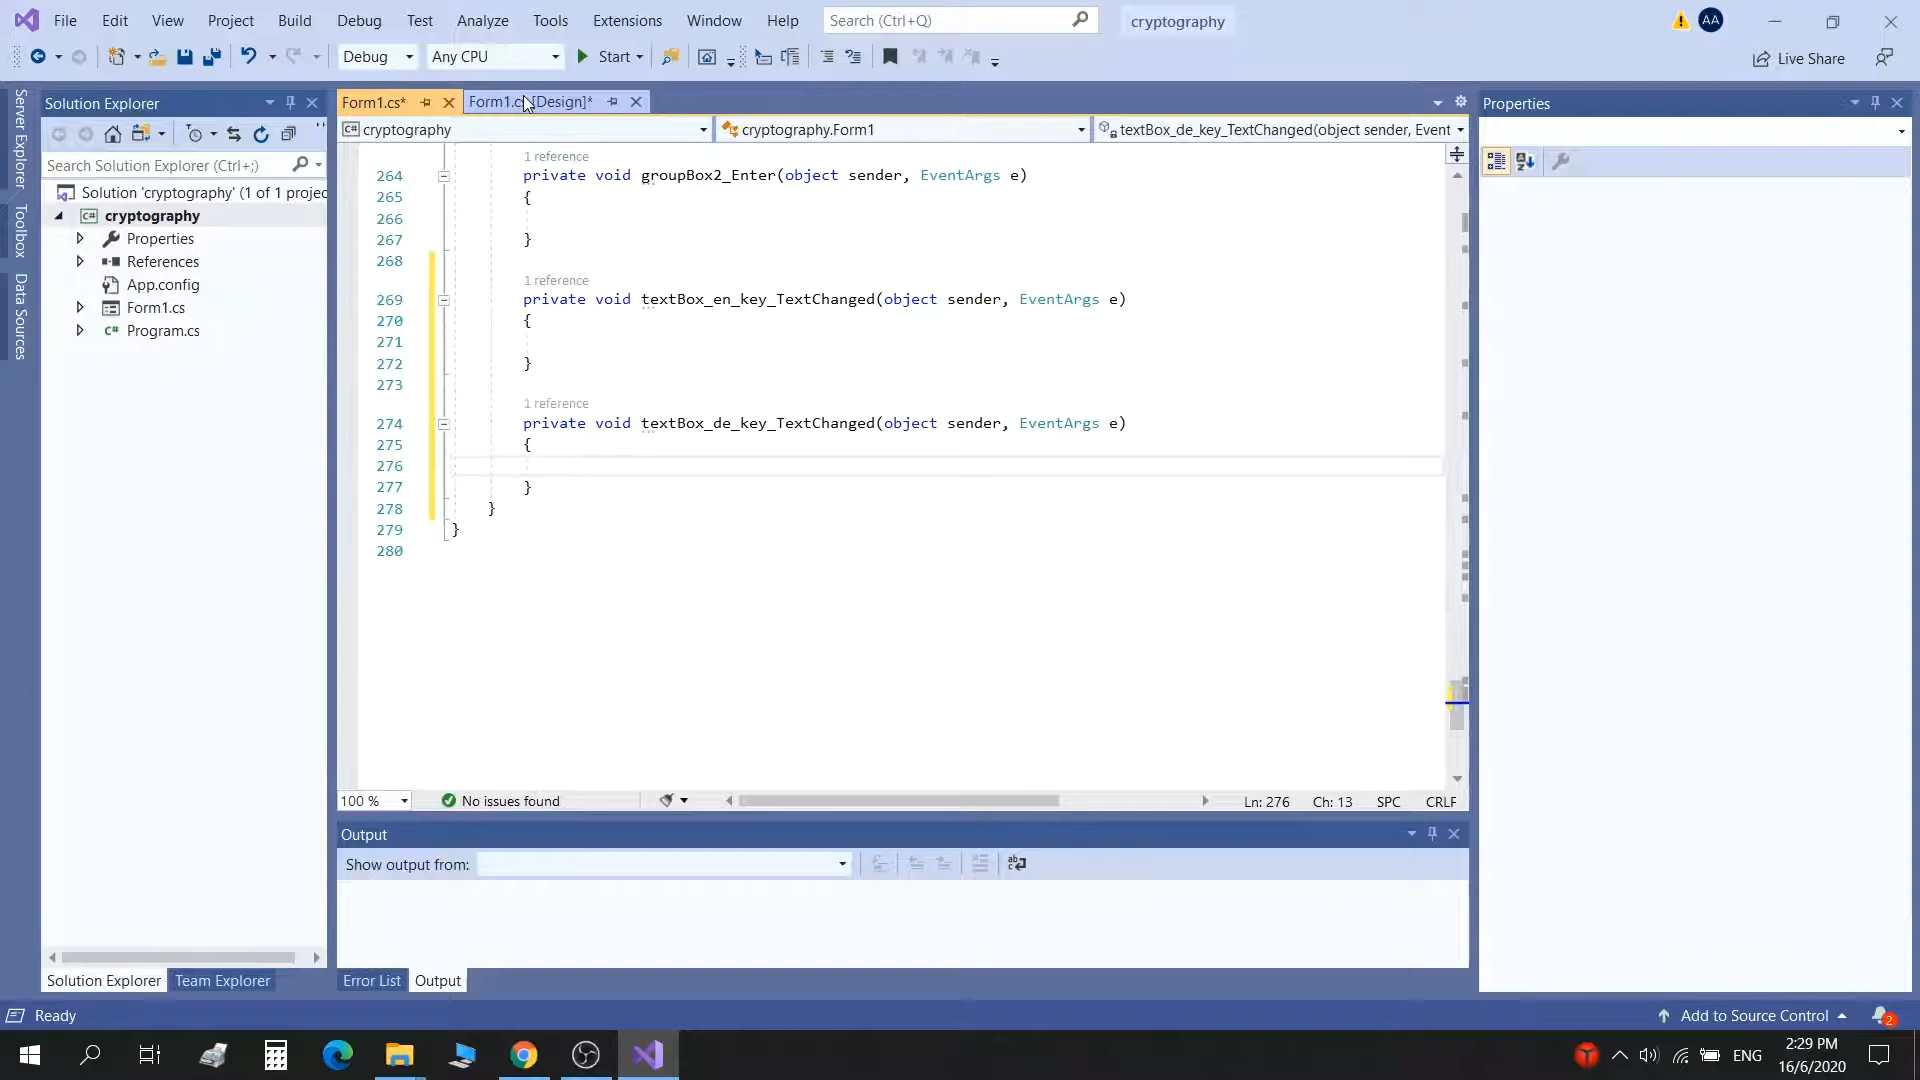 File Edit View Project Build Debug Test Analyze Tools Extensions Window Help Search (Ctrl+Q) cryptography AA
Debug Any CPU Start Live Share
Server Explorer
Toolbox
Data Sources
Solution Explorer
Search Solution Explorer (Ctrl+;)
Solution 'cryptography' (1 of 1 projec
C# cryptography
Properties
References
App.config
Form1.cs
C# Program.cs
Form1.cs* Form1.cs [Design]*
C# cryptography cryptography.Form1 textBox_de_key_TextChanged(object sender, Event
1 reference
264 private void groupBox2_Enter(object sender, EventArgs e)
265 {
266
267 }
268
1 reference
269 private void textBox_en_key_TextChanged(object sender, EventArgs e)
270 {
271
272 }
273
1 reference
274 private void textBox_de_key_TextChanged(object sender, EventArgs e)
275 {
276
277 }
278 }
279 }
280
100 % No issues found Ln: 276 Ch: 13 SPC CRLF
Output
Show output from:
Error List Output
Solution Explorer Team Explorer
Properties
Ready Add to Source Control 2
ENG 2:29 PM
16/6/2020